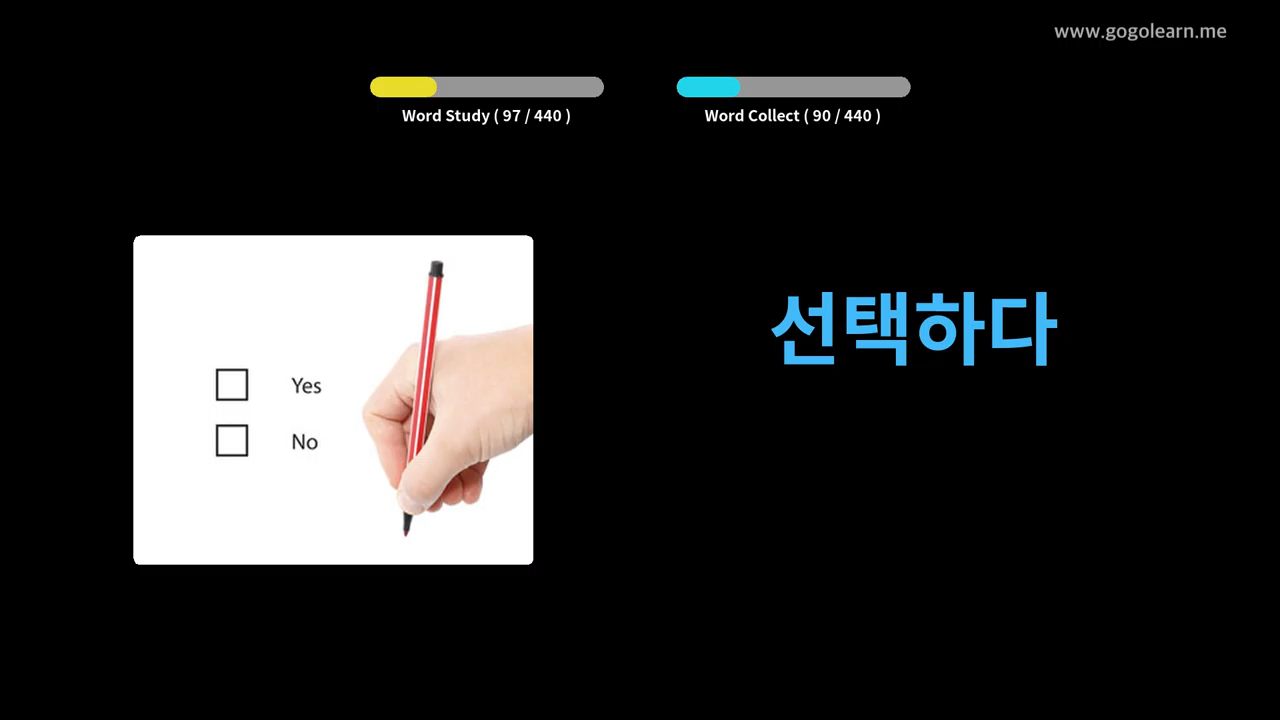 www.gogolearn.me
Word Study ( 97 / 440 )
Word Collect ( 90 / 440 )
선택하다
Yes
No